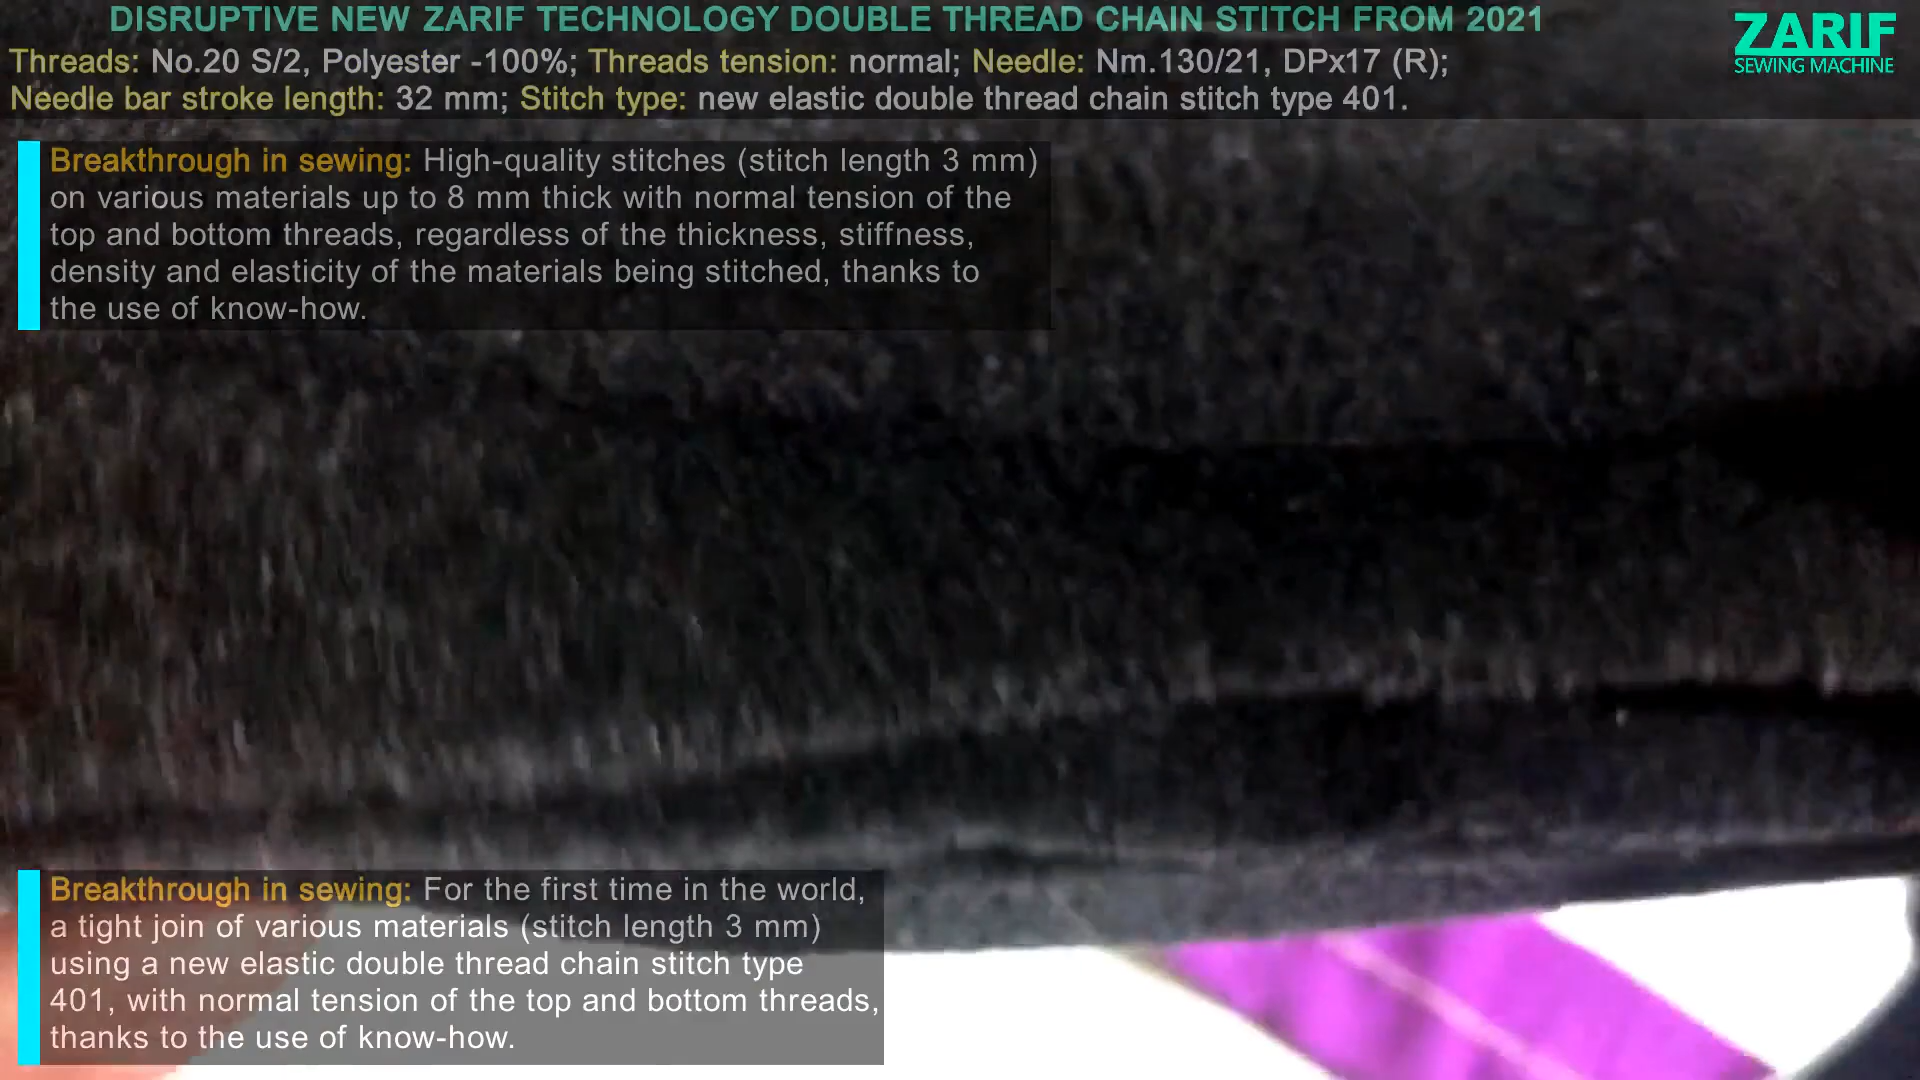 DISRUPTIVE NEW ZARIF TECHNOLOGY DOUBLE THREAD CHAIN STITCH FROM 2021
ZARIF
SEWING MACHINE
Threads: No.20 S/2, Polyester -100%; Threads tension: normal; Needle: Nm.130/21, DPx17 (R);
Needle bar stroke length: 32 mm; Stitch type: new elastic double thread chain stitch type 401.
Breakthrough in sewing: High-quality stitches (stitch length 3 mm)
on various materials up to 8 mm thick with normal tension of the
top and bottom threads, regardless of the thickness, stiffness,
density and elasticity of the materials being stitched, thanks to
the use of know-how.
Breakthrough in sewing: For the first time in the world,
a tight join of various materials (stitch length 3 mm)
using a new elastic double thread chain stitch type
401, with normal tension of the top and bottom threads,
thanks to the use of know-how.